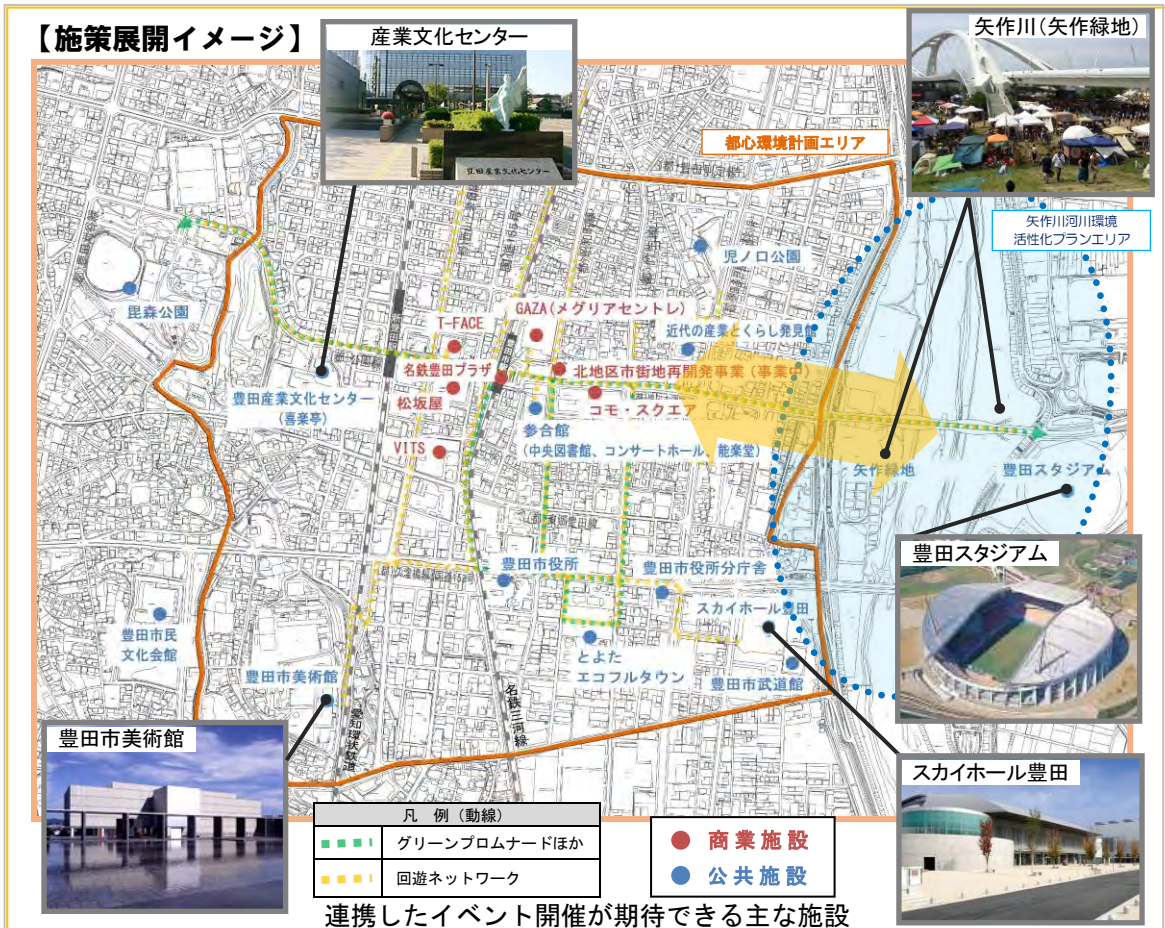 【施策展開イメージ】
産業文化センター
豊田産業文化センター
矢作川(矢作緑地)
都心環境計画エリア
矢作川河川環境
活性化プランエリア
児ノ口公園
毘森公園
GAZA(メグリアセントレ)
T-FACE
近代の産業とくらし発見館
名鉄豊田プラザ
北地区市街地再開発事業(事業中)
豊田産業文化センター
(喜楽亭)
松坂屋
コモ・スクエア
参合館
(中央図書館、コンサートホール、能楽堂)
VITS
矢作緑地
豊田スタジアム
豊田スタジアム
豊田市役所
豊田市役所分庁舎
スカイホール豊田
豊田市民
文化会館
とよた
エコフルタウン
豊田市美術館
豊田市武道館
愛知環状鉄道
名鉄三河線
豊田市美術館
スカイホール豊田
凡 例(動線)
グリーンプロムナードほか
回遊ネットワーク
商業施設
公共施設
連携したイベント開催が期待できる主な施設